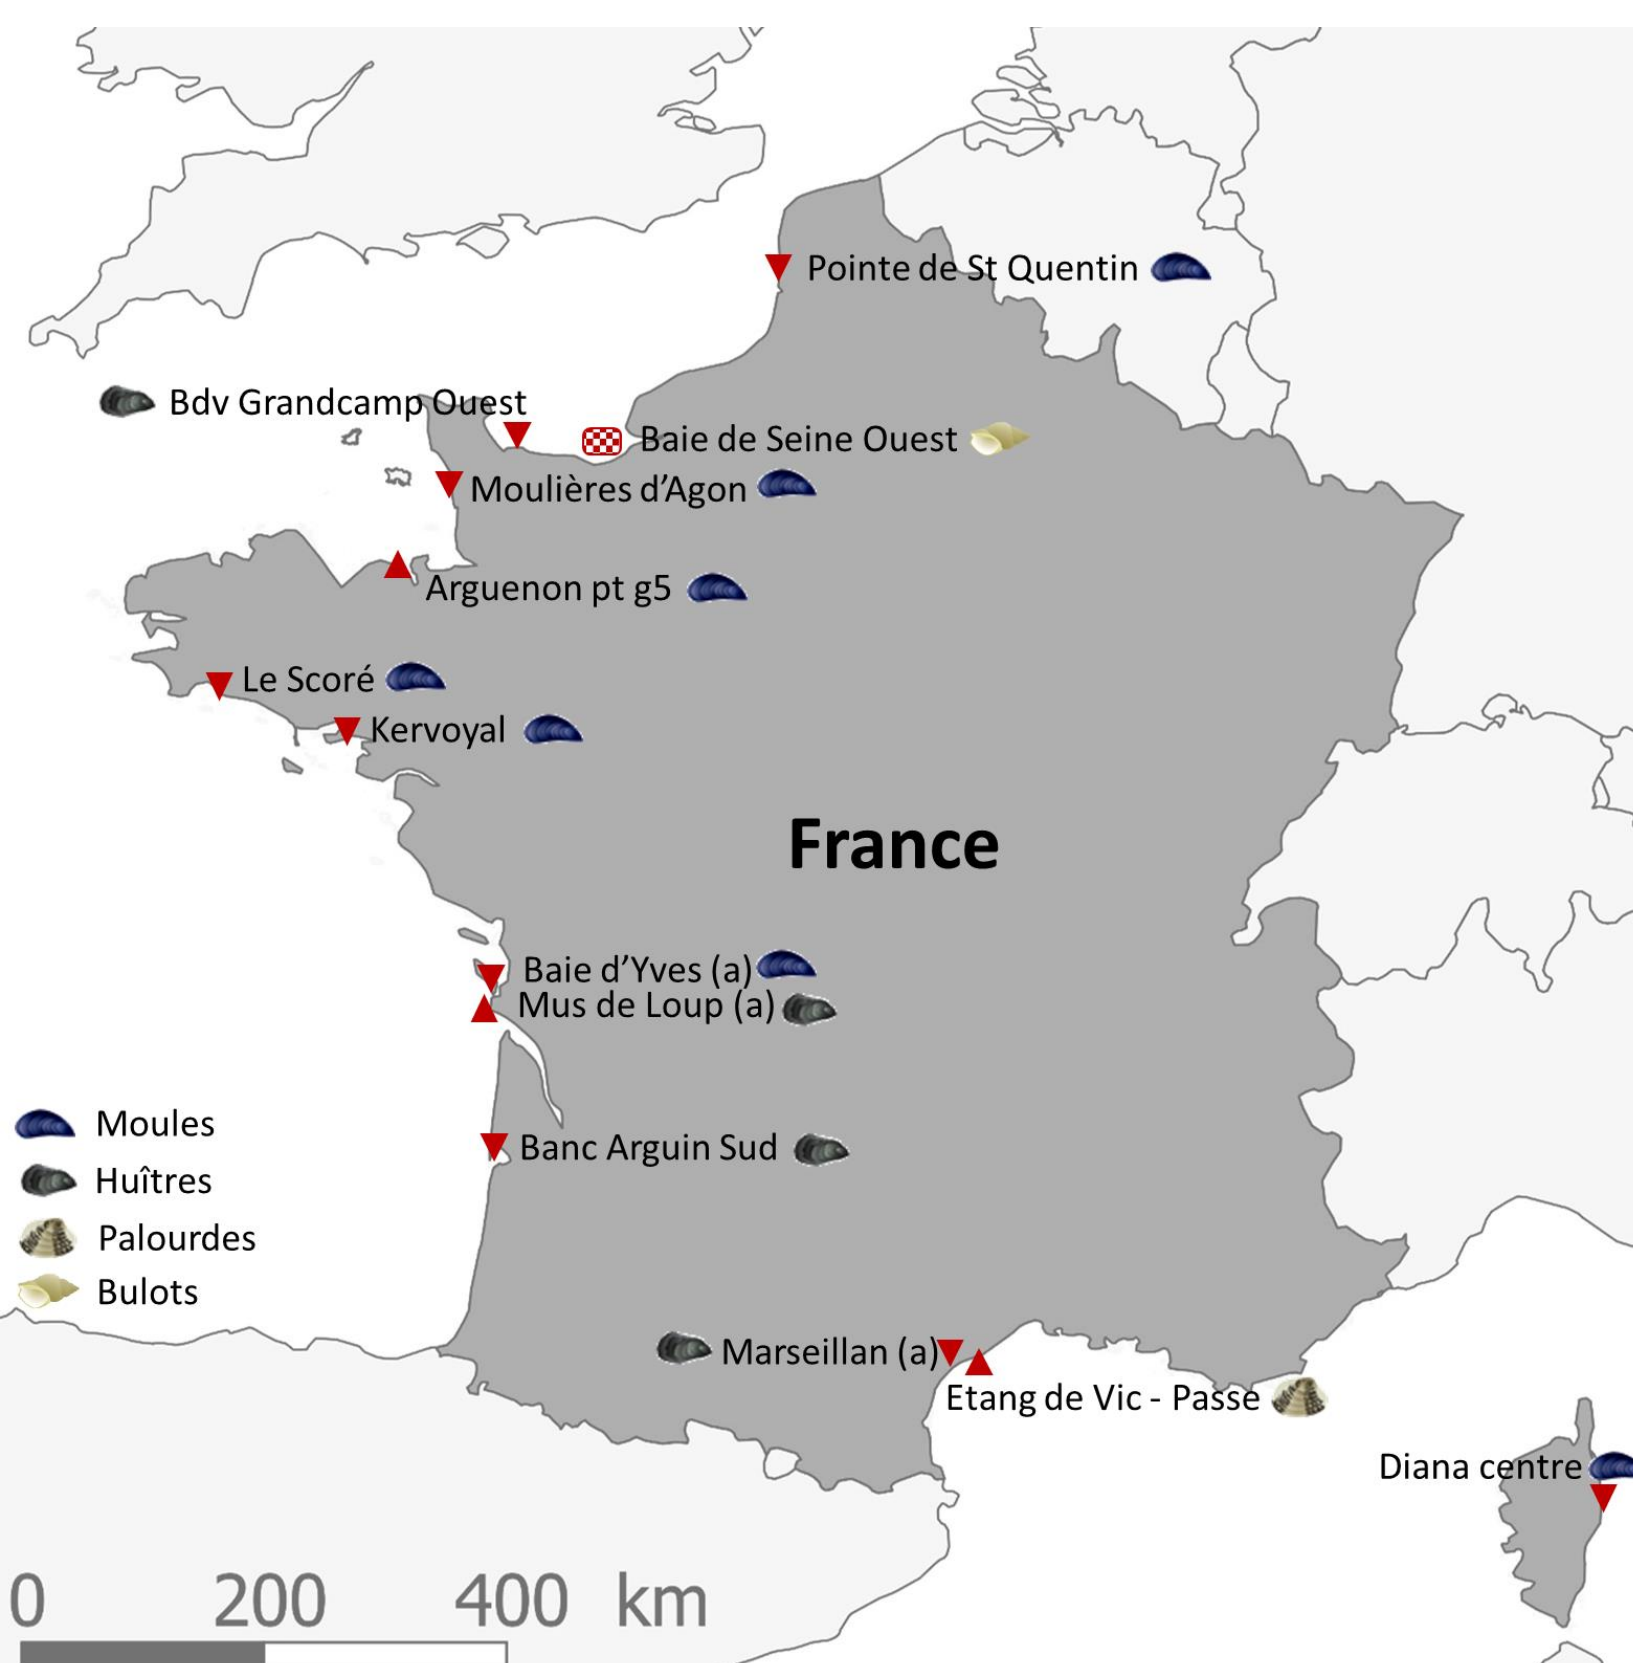 Pointe de St Quentin
Bdv Grandcamp Ouest
Baie de Seine Ouest
Moulières d’Agon
Arguenon pt g5
Le Scoré
Kervoyal
France
Baie d’Yves (a)
Mus de Loup (a)
Moules
Banc Arguin Sud
Huîtres
Palourdes
Bulots
Marseillan (a)
Etang de Vic - Passe
Diana centre
0 200 400 km